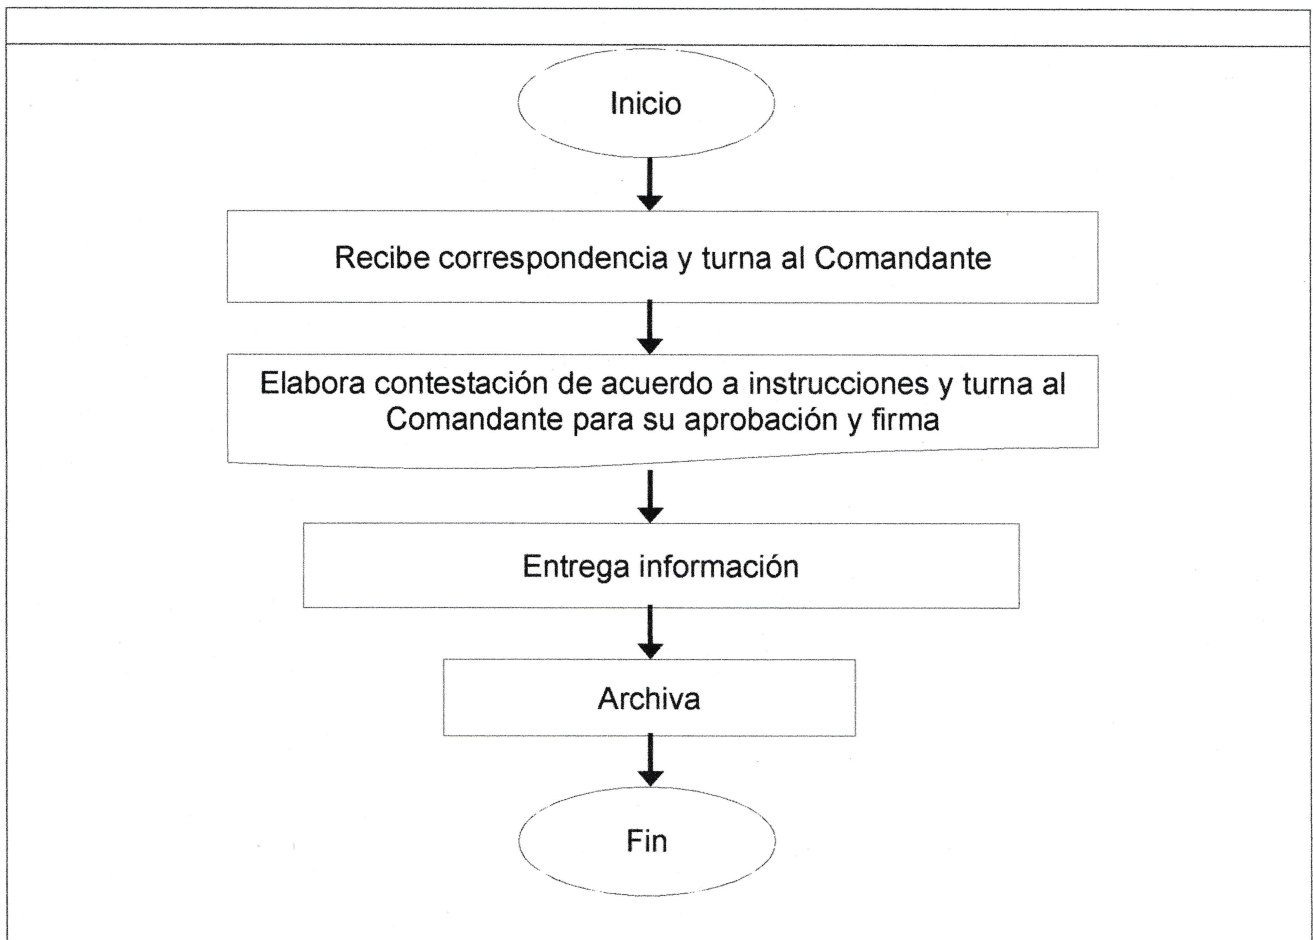 Inicio
Recibe correspondencia y turna al Comandante
Elabora contestación de acuerdo a instrucciones y turna al
Comandante para su aprobación y firma
Entrega información
Archiva
Fin